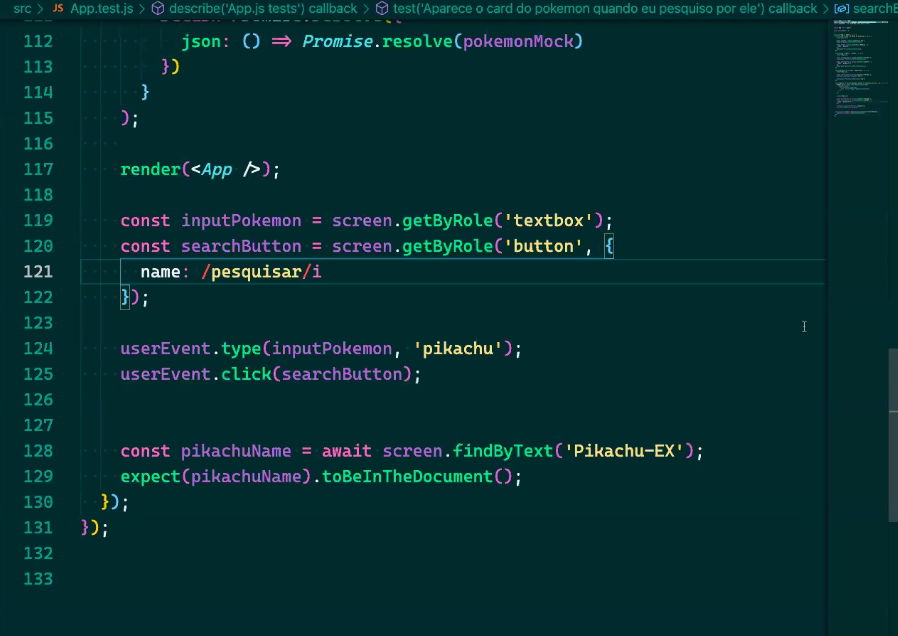 src > JS App.test.js > describe('App.js tests') callback > test('Aparece o card do pokemon quando eu pesquiso por ele') callback > searchB
112 json: () => Promise.resolve(pokemonMock)
113 })
114 }
115 );
116
117 render(<App />);
118
119 const inputPokemon = screen.getByRole('textbox');
120 const searchButton = screen.getByRole('button', {
121 name: /pesquisar/i
122 });
123
124 userEvent.type(inputPokemon, 'pikachu');
125 userEvent.click(searchButton);
126
127
128 const pikachuName = await screen.findByText('Pikachu-EX');
129 expect(pikachuName).toBeInTheDocument();
130 });
131 });
132
133